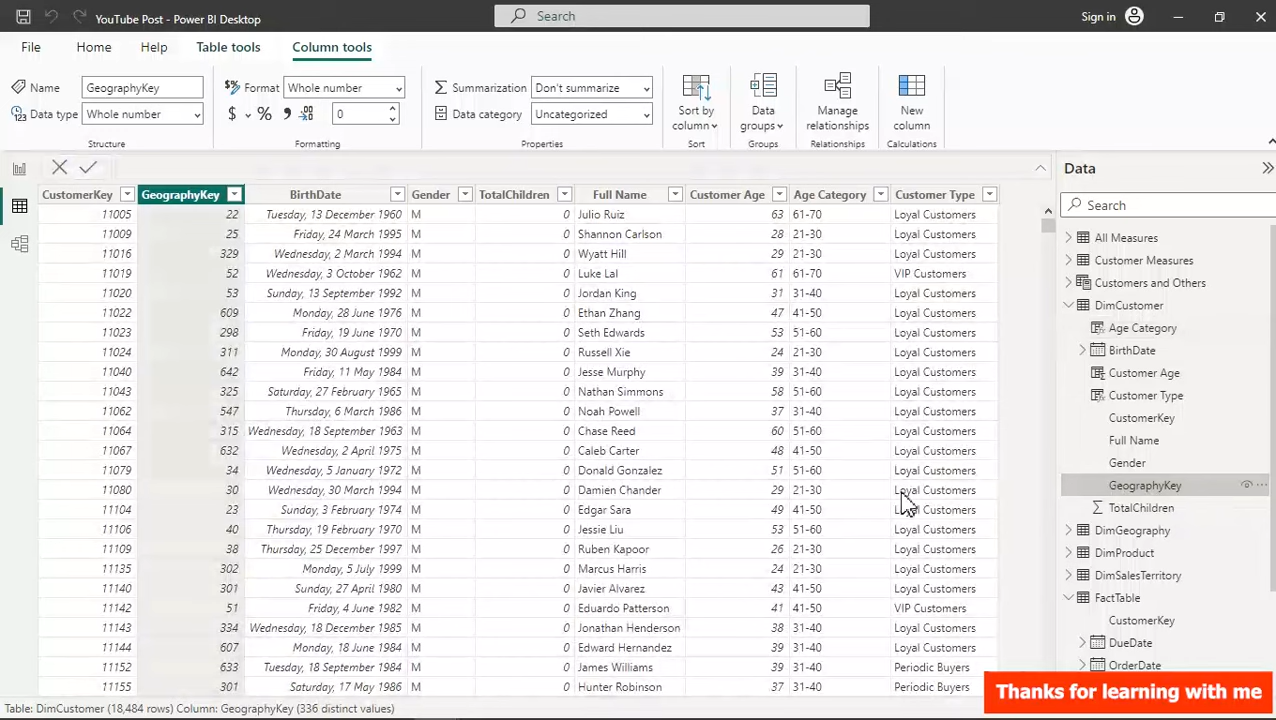 YouTube Post - Power BI Desktop
Search
Sign in
File Home Help Table tools Column tools
Name GeographyKey Format Whole number Summarization Don't summarize
Data type Whole number $ % 0 Data category Uncategorized
Sort by column Data groups Manage relationships New column
Structure Formatting Properties Sort Groups Relationships Calculations
CustomerKey GeographyKey BirthDate Gender TotalChildren Full Name Customer Age Age Category Customer Type
11005 22 Tuesday, 13 December 1960 M 0 Julio Ruiz 63 61-70 Loyal Customers
11009 25 Friday, 24 March 1995 M 0 Shannon Carlson 28 21-30 Loyal Customers
11016 329 Wednesday, 2 March 1994 M 0 Wyatt Hill 29 21-30 Loyal Customers
11019 52 Wednesday, 3 October 1962 M 0 Luke Lal 61 61-70 VIP Customers
11020 53 Sunday, 13 September 1992 M 0 Jordan King 31 31-40 Loyal Customers
11022 609 Monday, 28 June 1976 M 0 Ethan Zhang 47 41-50 Loyal Customers
11023 298 Friday, 19 June 1970 M 0 Seth Edwards 53 51-60 Loyal Customers
11024 311 Monday, 30 August 1999 M 0 Russell Xie 24 21-30 Loyal Customers
11040 642 Friday, 11 May 1984 M 0 Jesse Murphy 39 31-40 Loyal Customers
11043 325 Saturday, 27 February 1965 M 0 Nathan Simmons 58 51-60 Loyal Customers
11062 547 Thursday, 6 March 1986 M 0 Noah Powell 37 31-40 Loyal Customers
11064 315 Wednesday, 18 September 1963 M 0 Chase Reed 60 51-60 Loyal Customers
11067 632 Wednesday, 2 April 1975 M 0 Caleb Carter 48 41-50 Loyal Customers
11079 34 Wednesday, 5 January 1972 M 0 Donald Gonzalez 51 51-60 Loyal Customers
11080 30 Wednesday, 30 March 1994 M 0 Damien Chander 29 21-30 Loyal Customers
11104 23 Sunday, 3 February 1974 M 0 Edgar Sara 49 41-50 Loyal Customers
11106 40 Thursday, 19 February 1970 M 0 Jessie Liu 53 51-60 Loyal Customers
11109 38 Thursday, 25 December 1997 M 0 Ruben Kapoor 26 21-30 Loyal Customers
11135 302 Monday, 5 July 1999 M 0 Marcus Harris 24 21-30 Loyal Customers
11140 301 Sunday, 27 April 1980 M 0 Javier Alvarez 43 41-50 Loyal Customers
11142 51 Friday, 4 June 1982 M 0 Eduardo Patterson 41 41-50 VIP Customers
11143 334 Wednesday, 18 December 1985 M 0 Jonathan Henderson 38 31-40 Loyal Customers
11144 607 Monday, 18 June 1984 M 0 Edward Hernandez 39 31-40 Loyal Customers
11152 633 Tuesday, 18 September 1984 M 0 James Williams 39 31-40 Periodic Buyers
11155 301 Saturday, 17 May 1986 M 0 Hunter Robinson 37 31-40 Periodic Buyers
Data
Search
All Measures
Customer Measures
Customers and Others
DimCustomer
Age Category
BirthDate
Customer Age
Customer Type
CustomerKey
Full Name
Gender
GeographyKey
TotalChildren
DimGeography
DimProduct
DimSalesTerritory
FactTable
CustomerKey
DueDate
OrderDate
Thanks for learning with me
Table: DimCustomer (18,484 rows) Column: GeographyKey (336 distinct values)